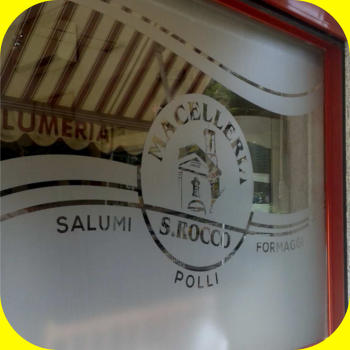 LUMERIA
MACELLERIA
S.ROCCO
SALUMI
FORMAGGI
POLLI